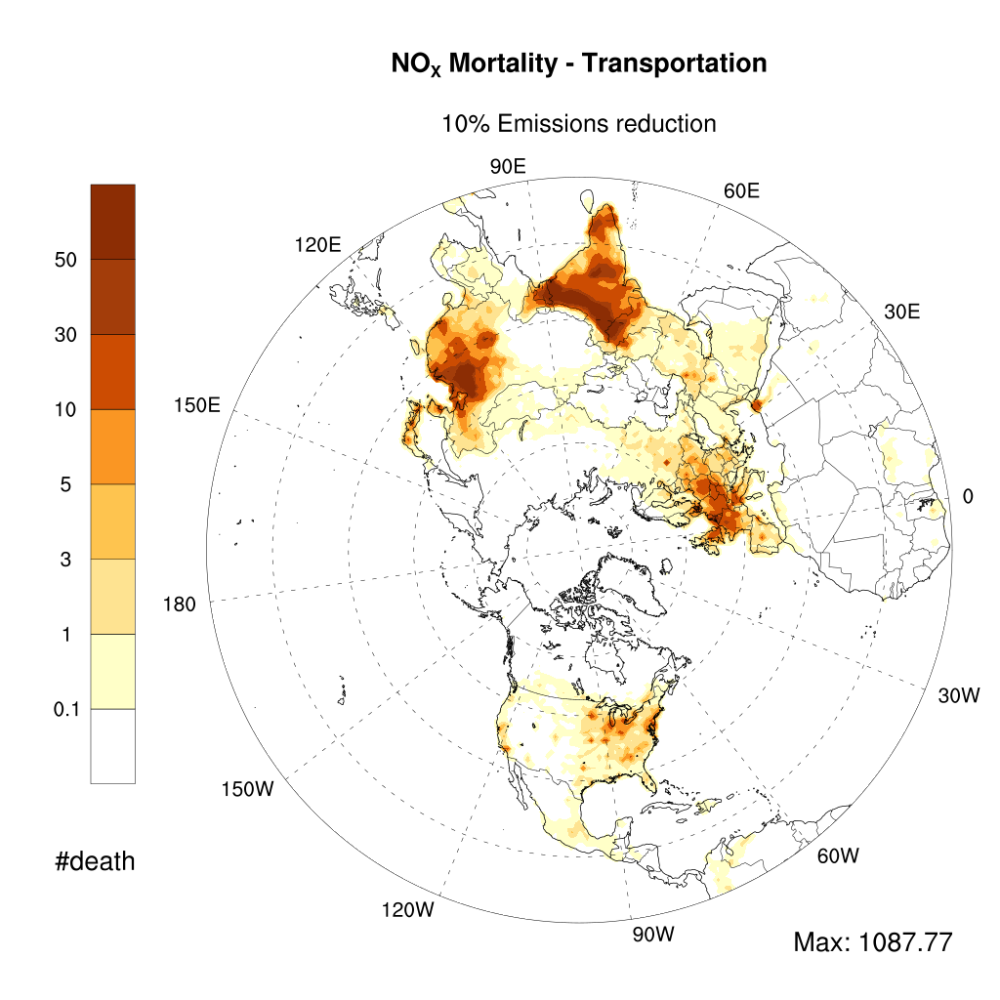 NOX Mortality - Transportation
10% Emissions reduction
90E
60E
120E
30E
150E
0
180
30W
150W
60W
120W
90W
50
30
10
5
3
1
0.1
#death
Max: 1087.77